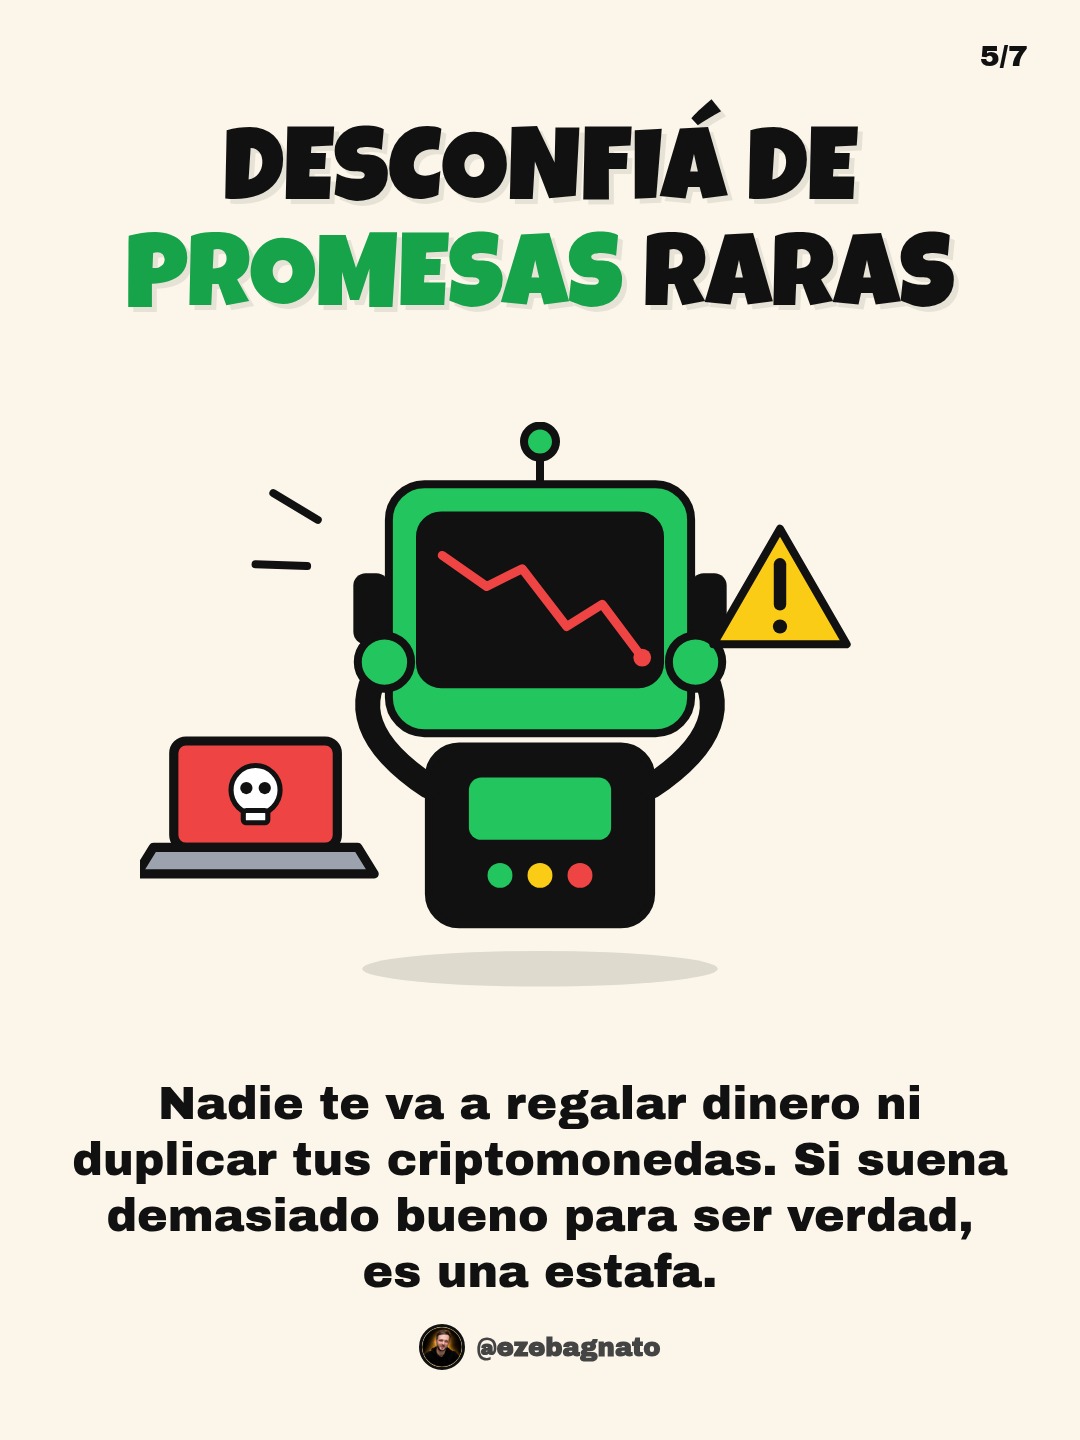 5/7
DESCONFIÁ DE
PROMESAS RARAS
Nadie te va a regalar dinero ni
duplicar tus criptomonedas. Si suena
demasiado bueno para ser verdad,
es una estafa.
@ezebagnato